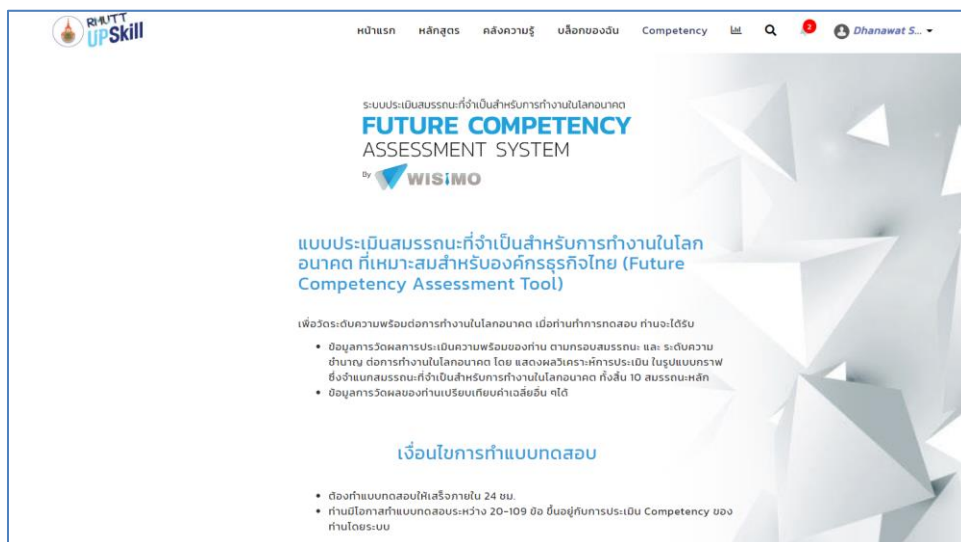 RMUTT
UPSkill
หน้าแรก หลักสูตร คลังความรู้ บล็อกของฉัน Competency 2 Dhanawat S...
ระบบประเมินสมรรถนะที่จำเป็นสำหรับการทำงานในโลกอนาคต
FUTURE COMPETENCY
ASSESSMENT SYSTEM
By WISIMO
แบบประเมินสมรรถนะที่จำเป็นสำหรับการทำงานในโลก
อนาคต ที่เหมาะสมสำหรับองค์กรธุรกิจไทย (Future
Competency Assessment Tool)
เพื่อวัดระดับความพร้อมต่อการทำงานในโลกอนาคต เมื่อท่านทำการทดสอบ ท่านจะได้รับ
• ข้อมูลการวัดผลการประเมินความพร้อมของท่าน ตามกรอบสมรรถนะ และ ระดับความ
ชำนาญ ต่อการทำงานในโลกอนาคต โดย แสดงผลวิเคราะห์การประเมิน ในรูปแบบกราฟ
ซึ่งจำแนกสมรรถนะที่จำเป็นสำหรับการทำงานในโลกอนาคต ทั้งสิ้น 10 สมรรถนะหลัก
• ข้อมูลการวัดผลของท่านเปรียบเทียบค่าเฉลี่ยอื่น ๆได้
เงื่อนไขการทำแบบทดสอบ
• ต้องทำแบบทดสอบให้เสร็จภายใน 24 ชม.
• ท่านมีโอกาสทำแบบทดสอบระหว่าง 20-109 ข้อ ขึ้นอยู่กับการประเมิน Competency ของ
ท่านโดยระบบ